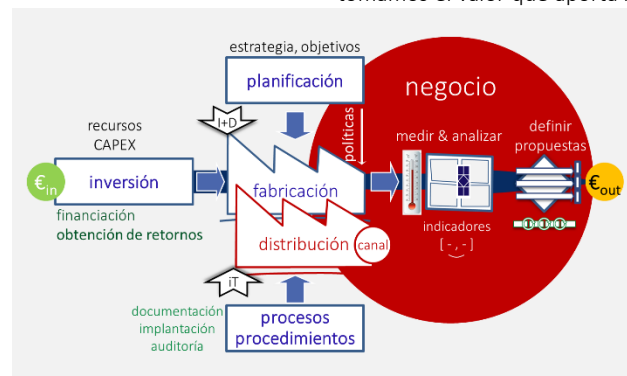 estrategia, objetivos
planificación
negocio
recursos
CAPEX
I+D
políticas
medir & analizar
definir
propuestas
€in
inversión
fabricación
€out
financiación
obtención de retornos
distribución
canal
indicadores
[ - , - ]
iT
documentación
implantación
auditoría
procesos
procedimientos